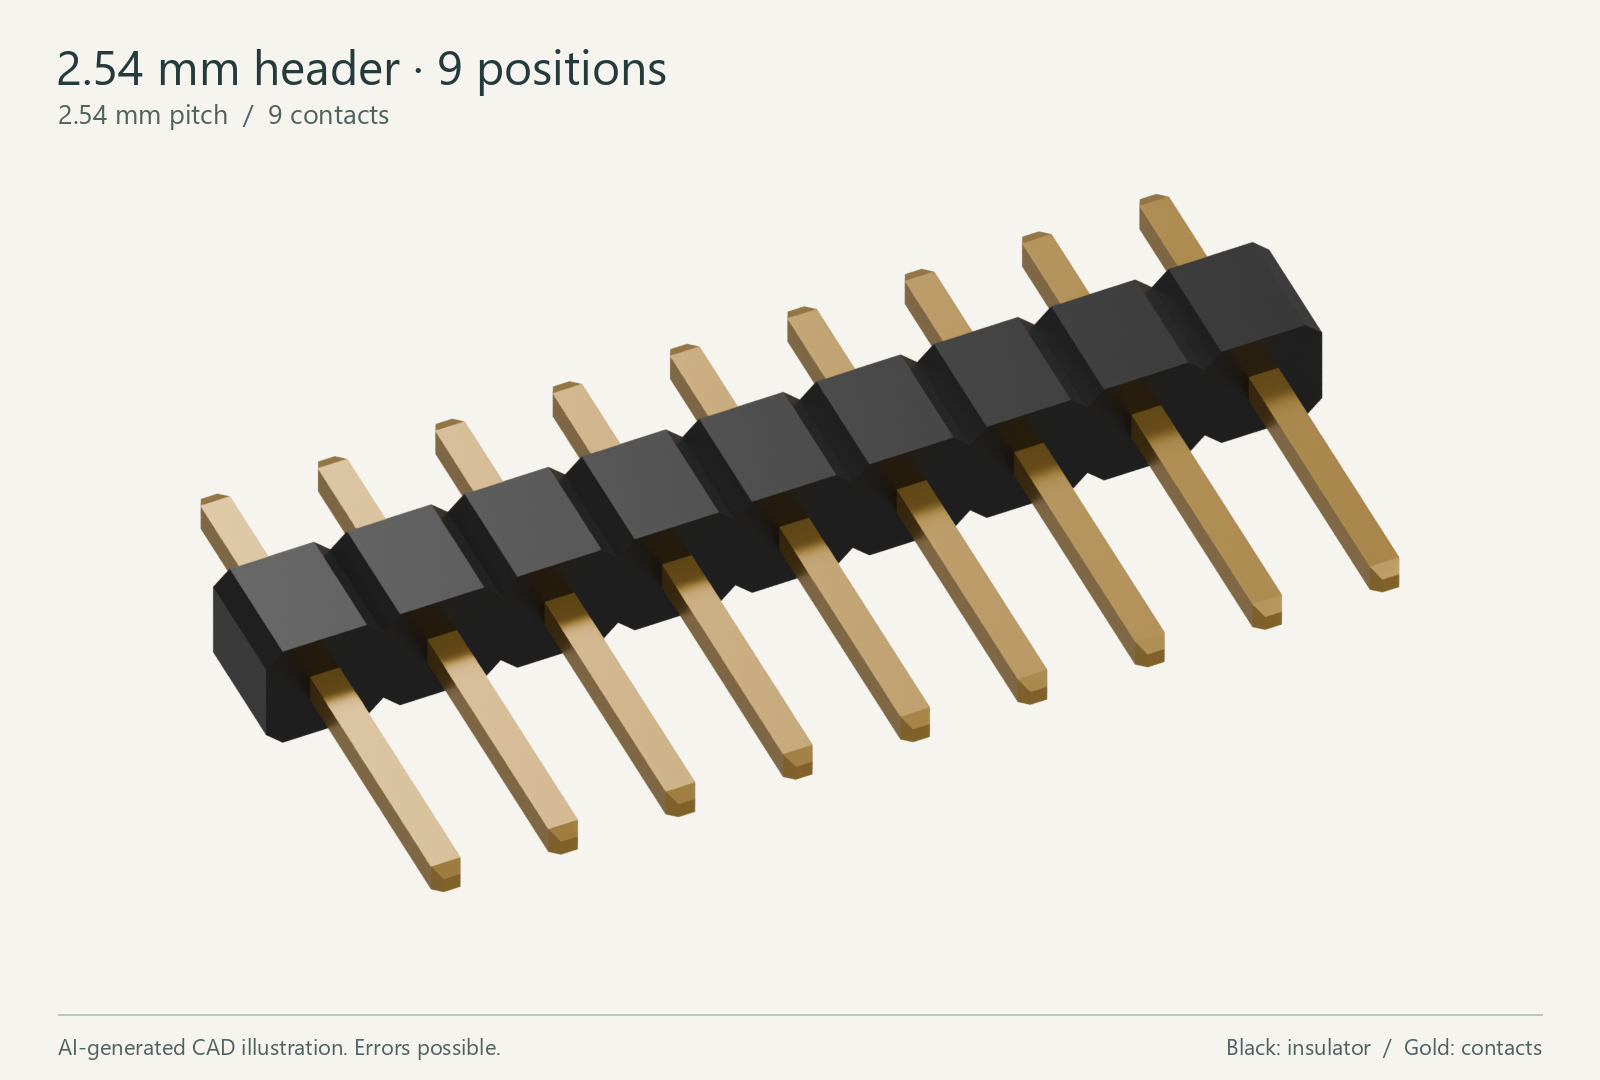 2.54 mm header · 9 positions
2.54 mm pitch / 9 contacts
AI-generated CAD illustration. Errors possible.
Black: insulator / Gold: contacts